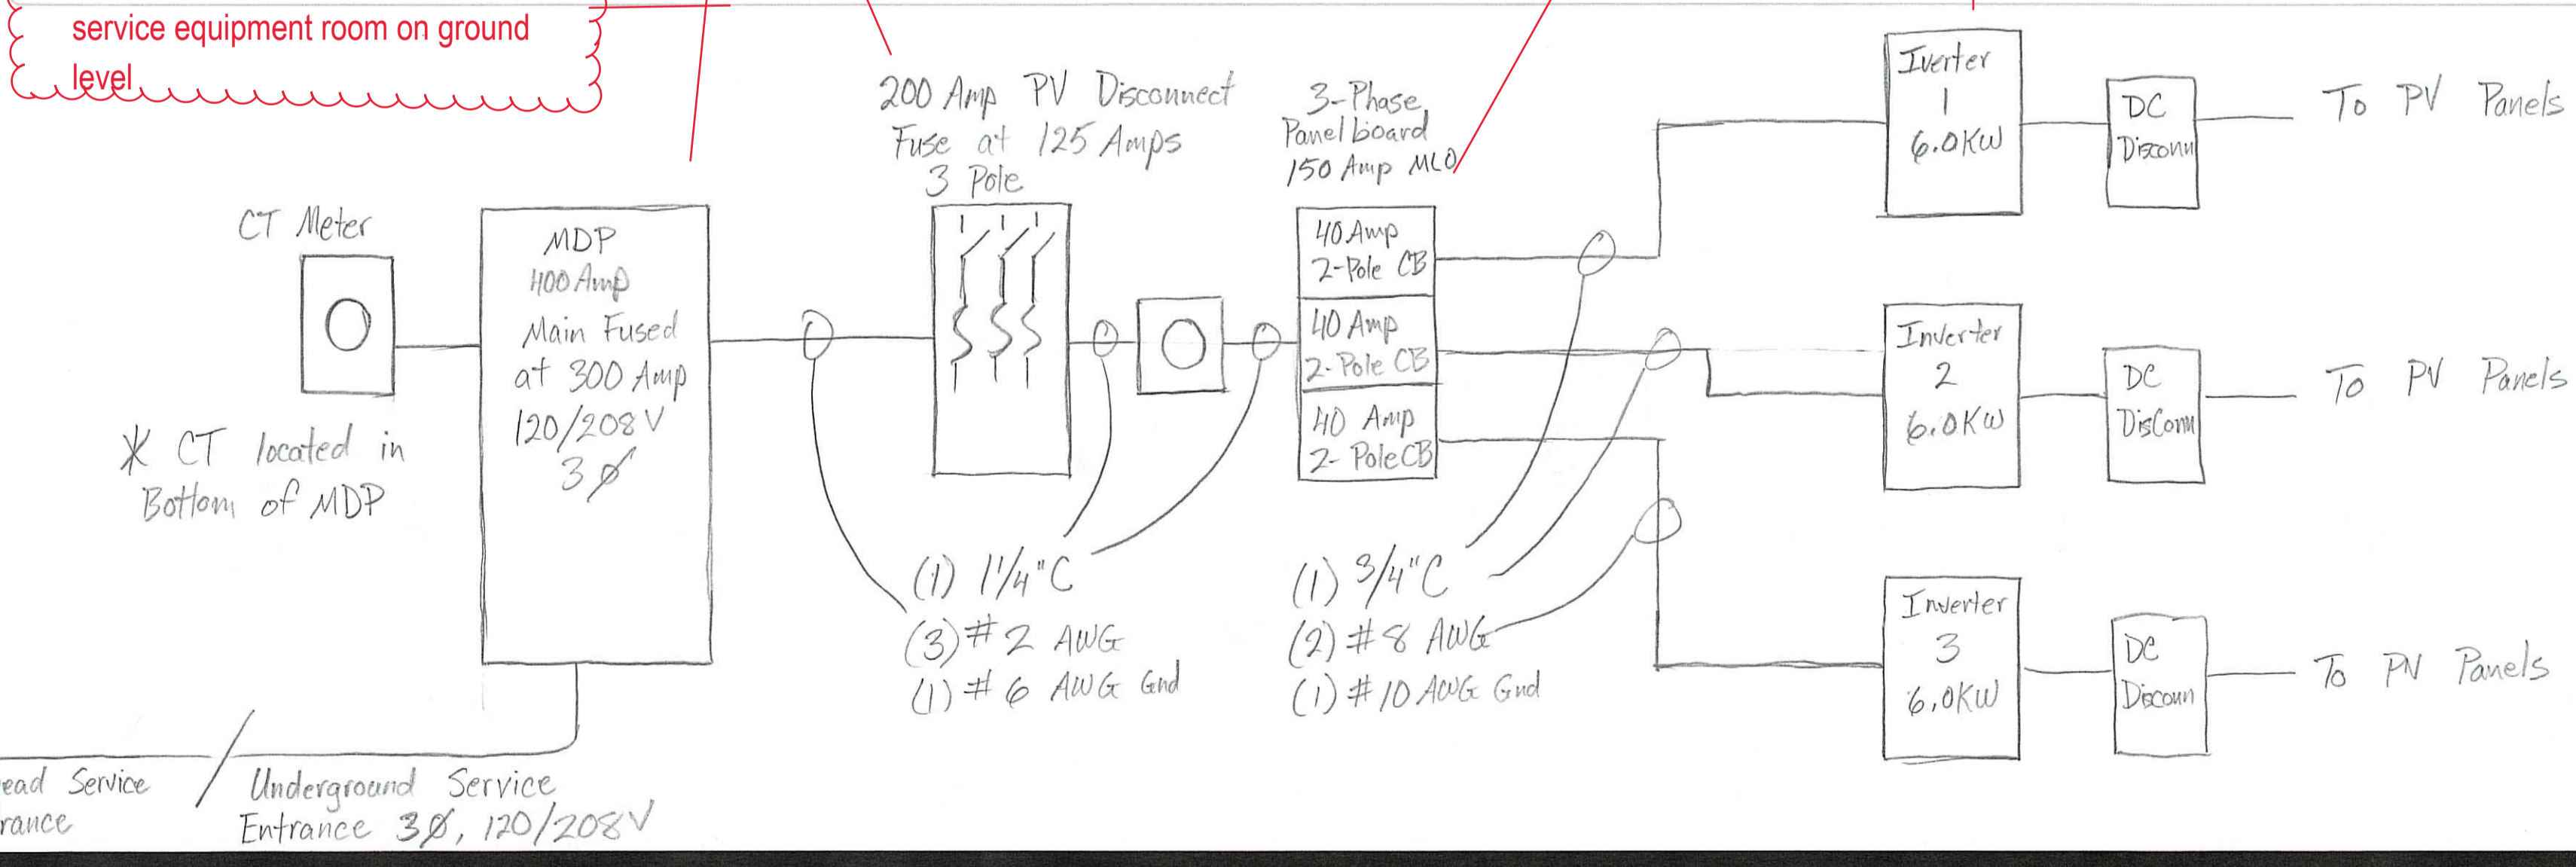 service equipment room on ground
level
CT Meter
* CT located in
Bottom of MDP
MDP
400 Amp
Main Fused
at 300 Amp
120/208V
3Ø
ead Service
rance
Underground Service
Entrance 3Ø, 120/208V
200 Amp PV Disconnect
Fuse at 125 Amps
3 Pole
(1) 1 1/4" C
(3) # 2 AWG
(1) # 6 AWG Gnd
3-Phase
Panelboard
150 Amp MLO
40 Amp
2-Pole CB
40 Amp
2-Pole CB
40 Amp
2-Pole CB
(1) 3/4" C
(2) # 8 AWG
(1) # 10 AWG Gnd
Iverter
1
6.0KW
DC
Disconn
To PV Panels
Inverter
2
6.0KW
DC
DisConn
To PV Panels
Inverter
3
6.0KW
DC
Disconn
To PV Panels